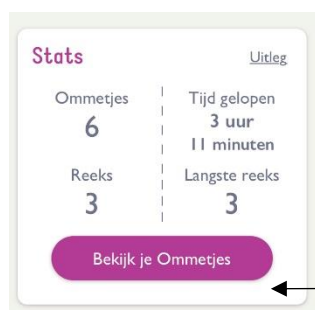 Stats
Uitleg
Ommetjes
6
Tijd gelopen
3 uur
11 minuten
Reeks
3
Langste reeks
3
Bekijk je Ommetjes